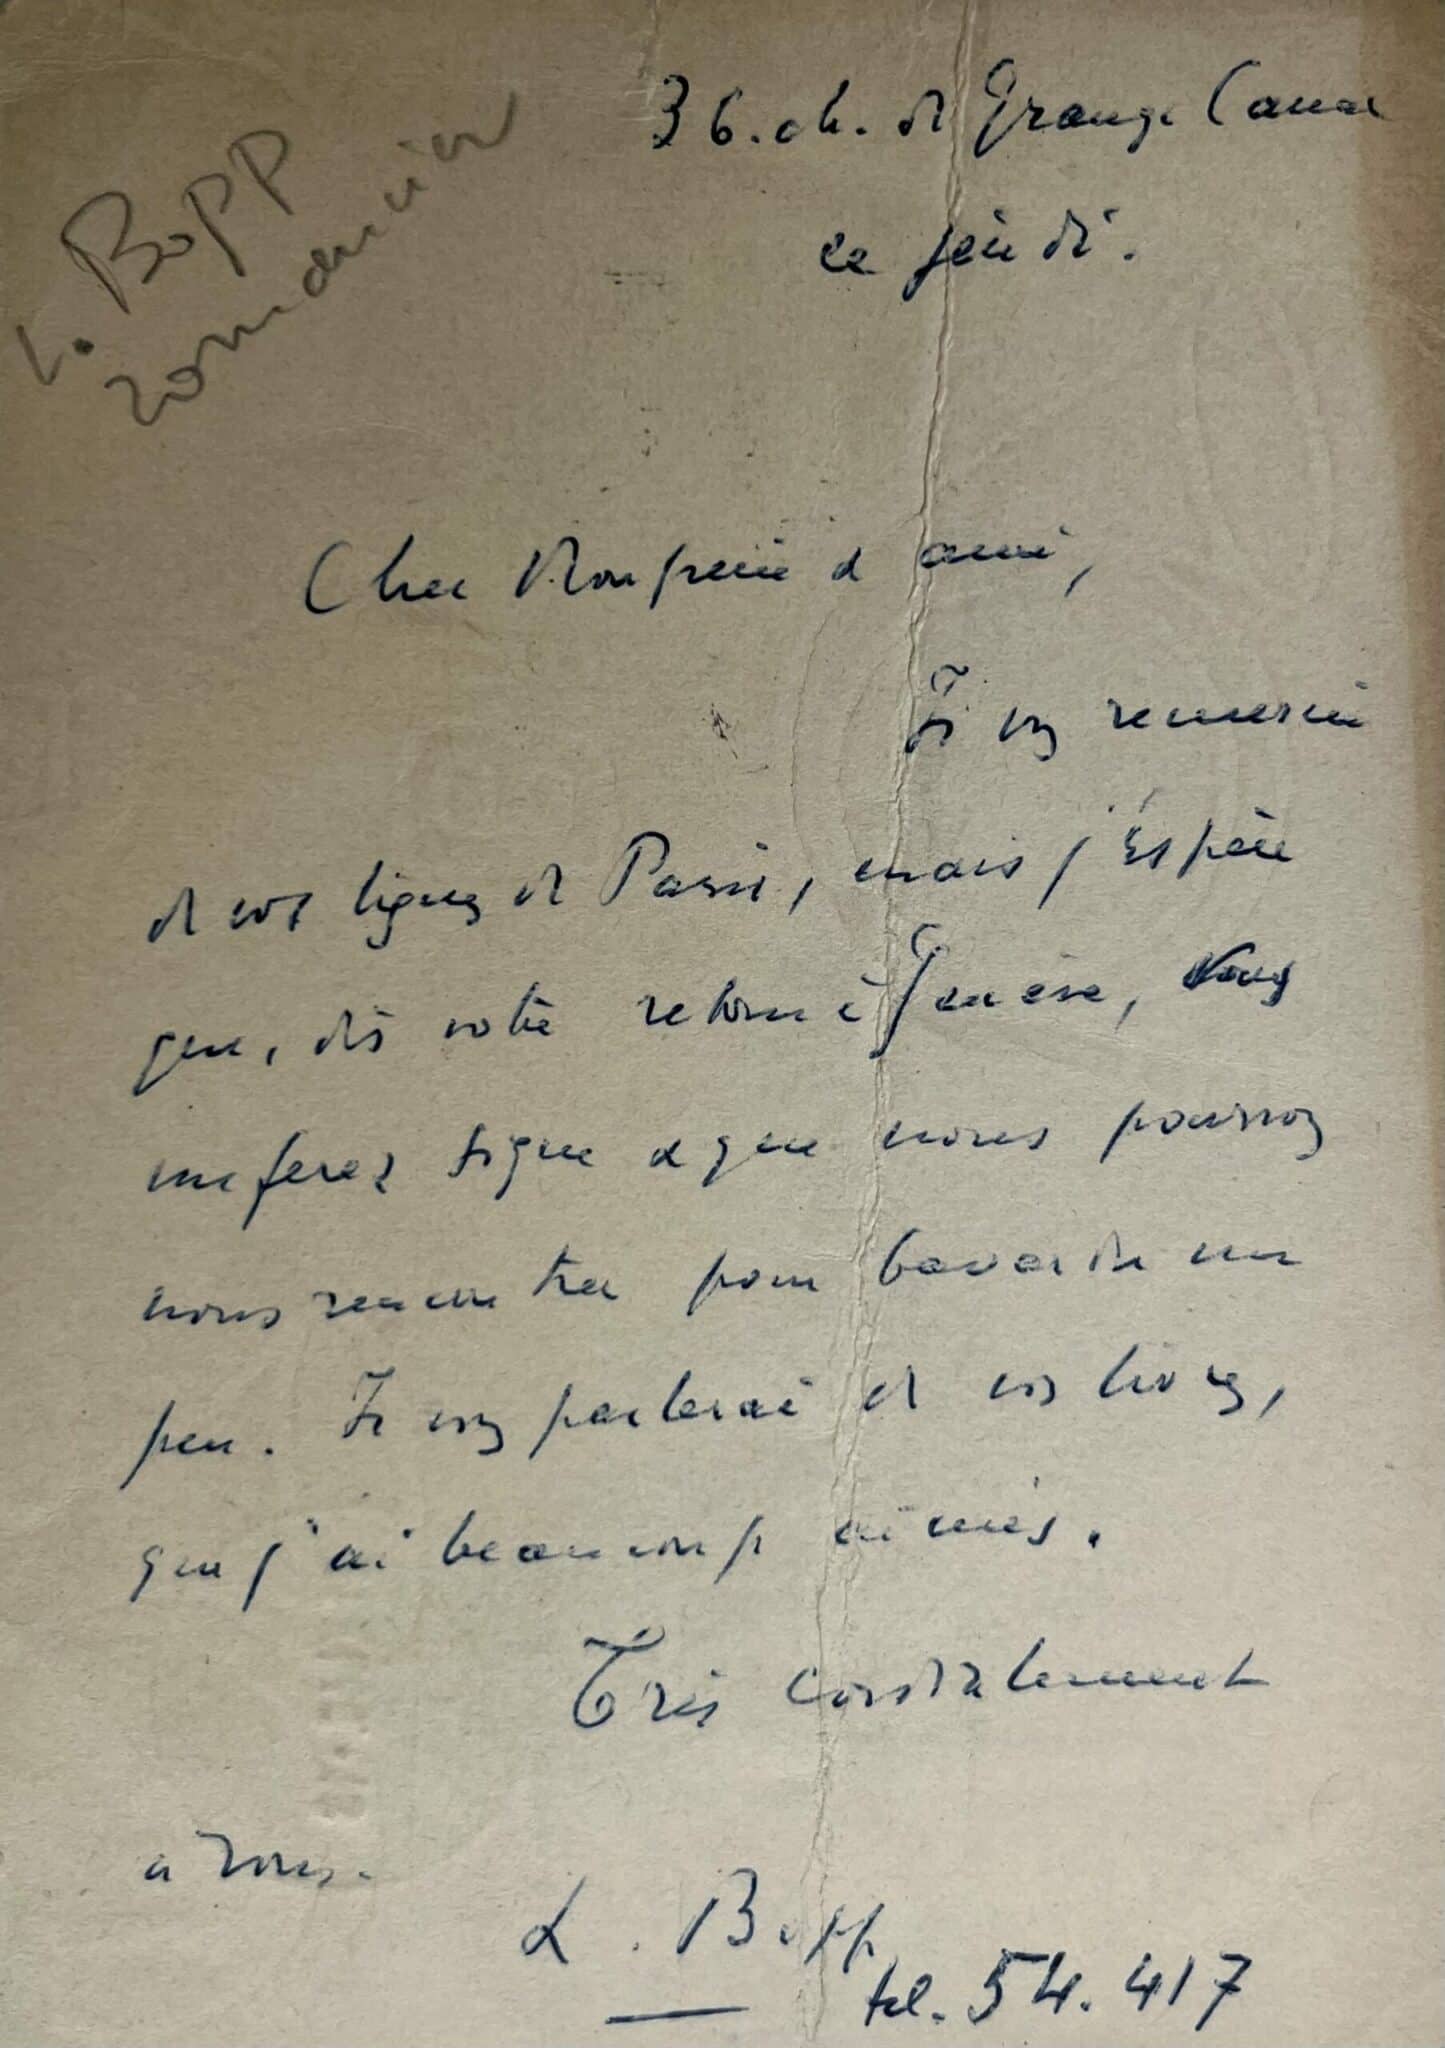 L. Bopp
romancier
36. ch. de Grange Canal
ce jeudi.
Cher Monsieur et ami,
Je vous remercie
de vos lignes de Paris, mais j'espère
que, dès votre retour à Genève, vous
me ferez signe et que nous pourrons
nous rencontrer pour bavarder un
peu. Je vous parlerai de vos livres,
que j'ai beaucoup aimés.
Très cordialement
à vous.
L. Bopp
tel. 54.417